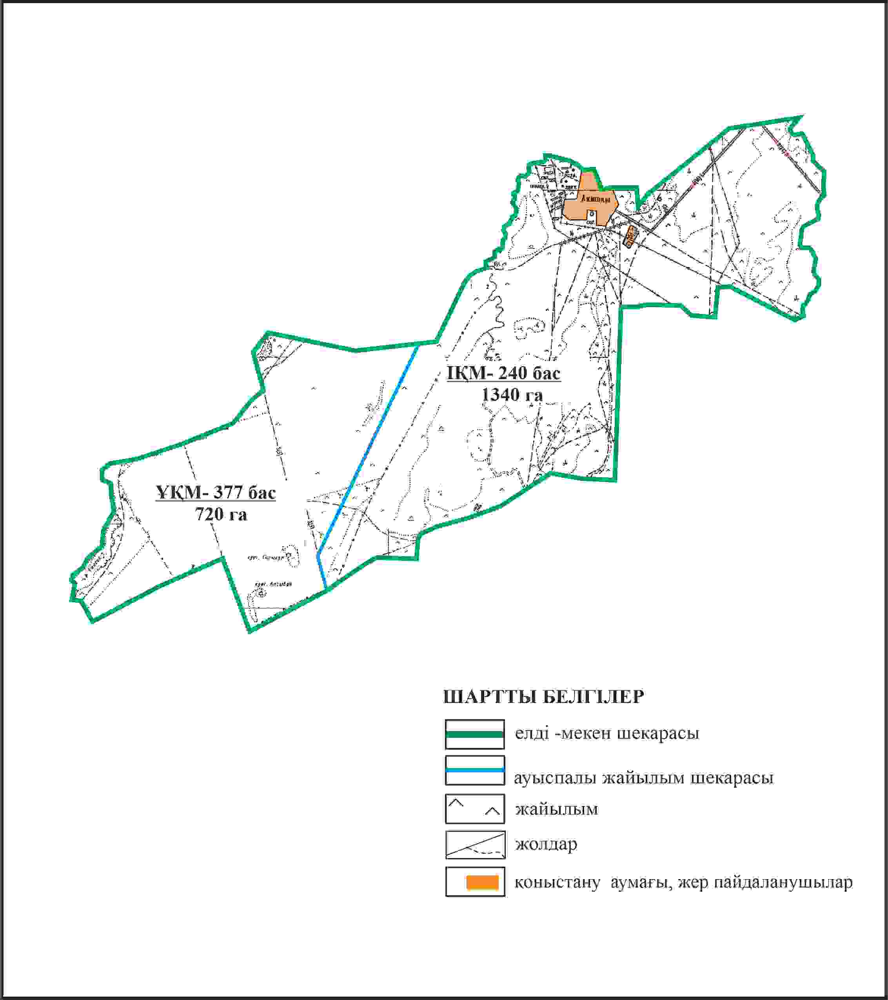 ІҚМ- 240 бас
1340 га
ҰҚМ- 377 бас
720 га
ШАРТТЫ БЕЛГІЛЕР
елді -мекен шекарасы
ауыспалы жайылым шекарасы
жайылым
жолдар
қоныстану аумағы, жер пайдаланушылар